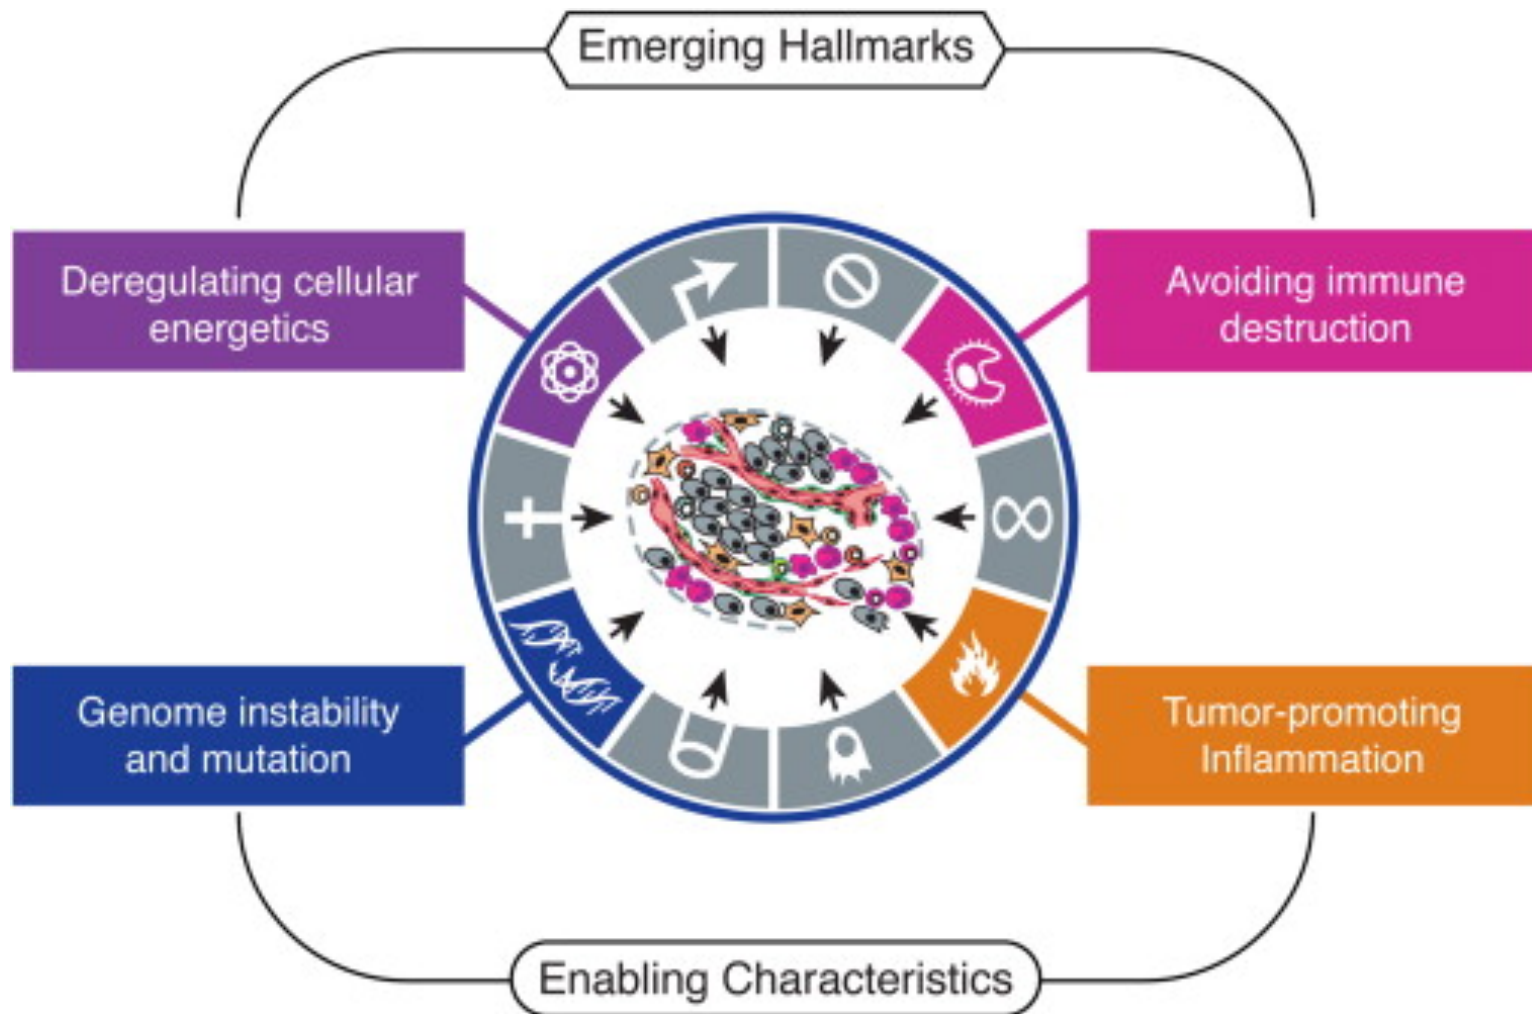 Emerging Hallmarks
Deregulating cellular
energetics
Avoiding immune
destruction
Genome instability
and mutation
Tumor-promoting
Inflammation
Enabling Characteristics